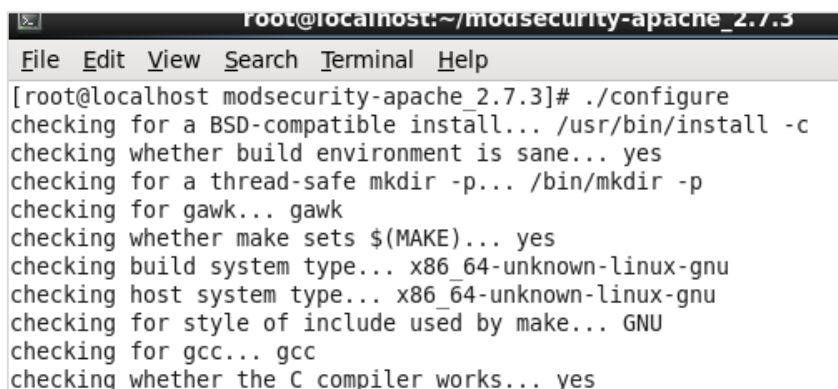 root@localhost:~/modsecurity-apache_2.7.3
File Edit View Search Terminal Help
[root@localhost modsecurity-apache_2.7.3]# ./configure
checking for a BSD-compatible install... /usr/bin/install -c
checking whether build environment is sane... yes
checking for a thread-safe mkdir -p... /bin/mkdir -p
checking for gawk... gawk
checking whether make sets $(MAKE)... yes
checking build system type... x86_64-unknown-linux-gnu
checking host system type... x86_64-unknown-linux-gnu
checking for style of include used by make... GNU
checking for gcc... gcc
checking whether the C compiler works... yes